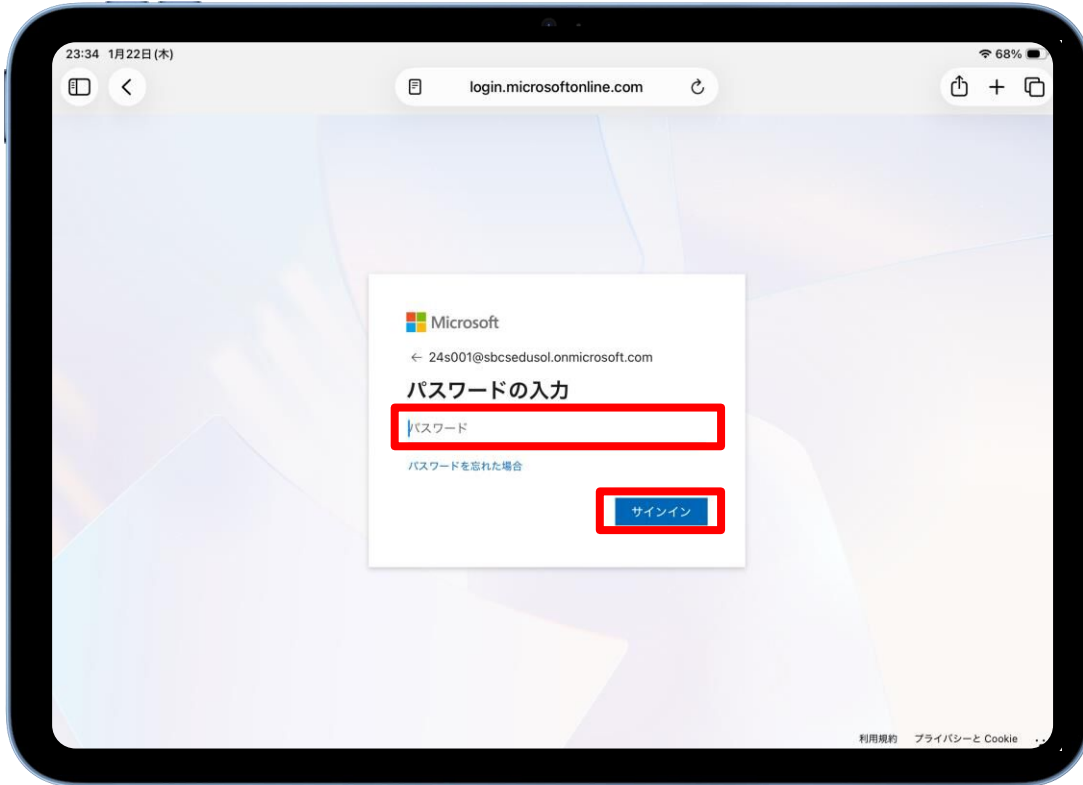 23:34 1月22日(木)
68%
login.microsoftonline.com
Microsoft
← 24s001@sbcsedusol.onmicrosoft.com
パスワードの入力
パスワード
パスワードを忘れた場合
サインイン
利用規約 プライバシーと Cookie ...